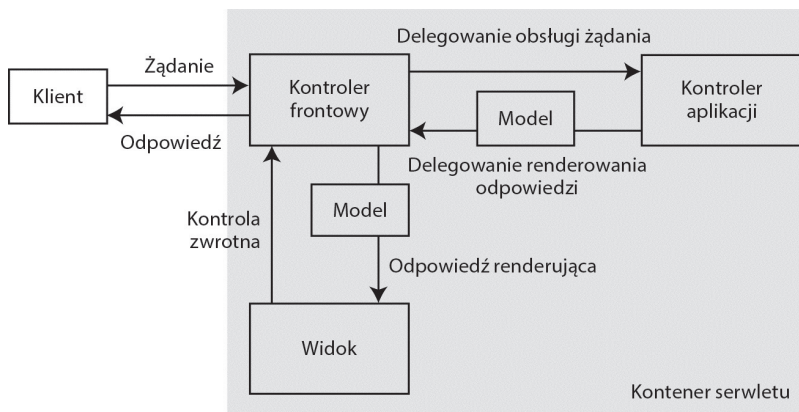 Delegowanie obsługi żądania
Żądanie
Klient
Kontroler
frontowy
Kontroler
aplikacji
Model
Odpowiedź
Delegowanie renderowania
odpowiedzi
Model
Kontrola
zwrotna
Odpowiedź renderująca
Widok
Kontener serwletu